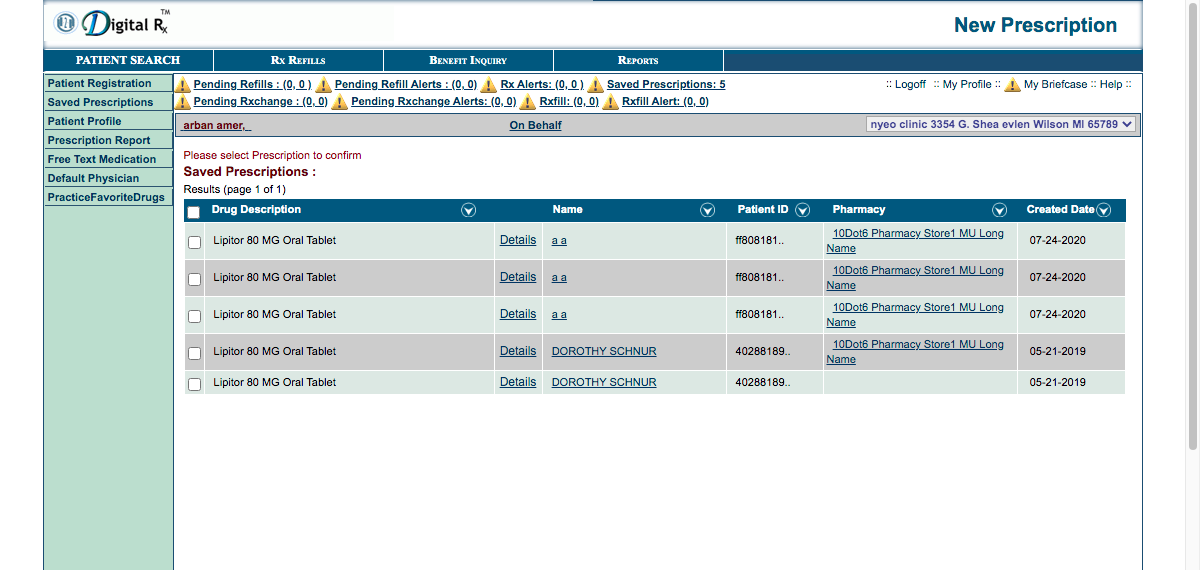 Digital Rx TM
New Prescription
PATIENT SEARCH RX REFILLS BENEFIT INQUIRY REPORTS
Patient Registration
Saved Prescriptions
Patient Profile
Prescription Report
Free Text Medication
Default Physician
PracticeFavoriteDrugs
Pending Refills : (0, 0 ) Pending Refill Alerts : (0, 0) Rx Alerts: (0, 0 ) Saved Prescriptions: 5
:: Logoff :: My Profile :: My Briefcase :: Help ::
Pending Rxchange : (0, 0) Pending Rxchange Alerts: (0, 0) Rxfill: (0, 0) Rxfill Alert: (0, 0)
arban amer, On Behalf nyeo clinic 3354 G. Shea evlen Wilson MI 65789
Please select Prescription to confirm
Saved Prescriptions :
Results (page 1 of 1)
Drug Description Name Patient ID Pharmacy Created Date
Lipitor 80 MG Oral Tablet Details a a ff808181.. 10Dot6 Pharmacy Store1 MU Long Name 07-24-2020
Lipitor 80 MG Oral Tablet Details a a ff808181.. 10Dot6 Pharmacy Store1 MU Long Name 07-24-2020
Lipitor 80 MG Oral Tablet Details a a ff808181.. 10Dot6 Pharmacy Store1 MU Long Name 07-24-2020
Lipitor 80 MG Oral Tablet Details DOROTHY SCHNUR 40288189.. 10Dot6 Pharmacy Store1 MU Long Name 05-21-2019
Lipitor 80 MG Oral Tablet Details DOROTHY SCHNUR 40288189.. 05-21-2019